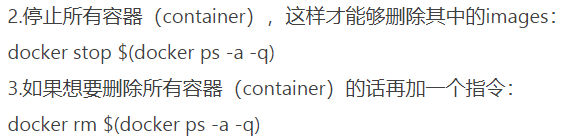 2.停止所有容器（container），这样才能够删除其中的images：
docker stop $(docker ps -a -q)
3.如果想要删除所有容器（container）的话再加一个指令：
docker rm $(docker ps -a -q)